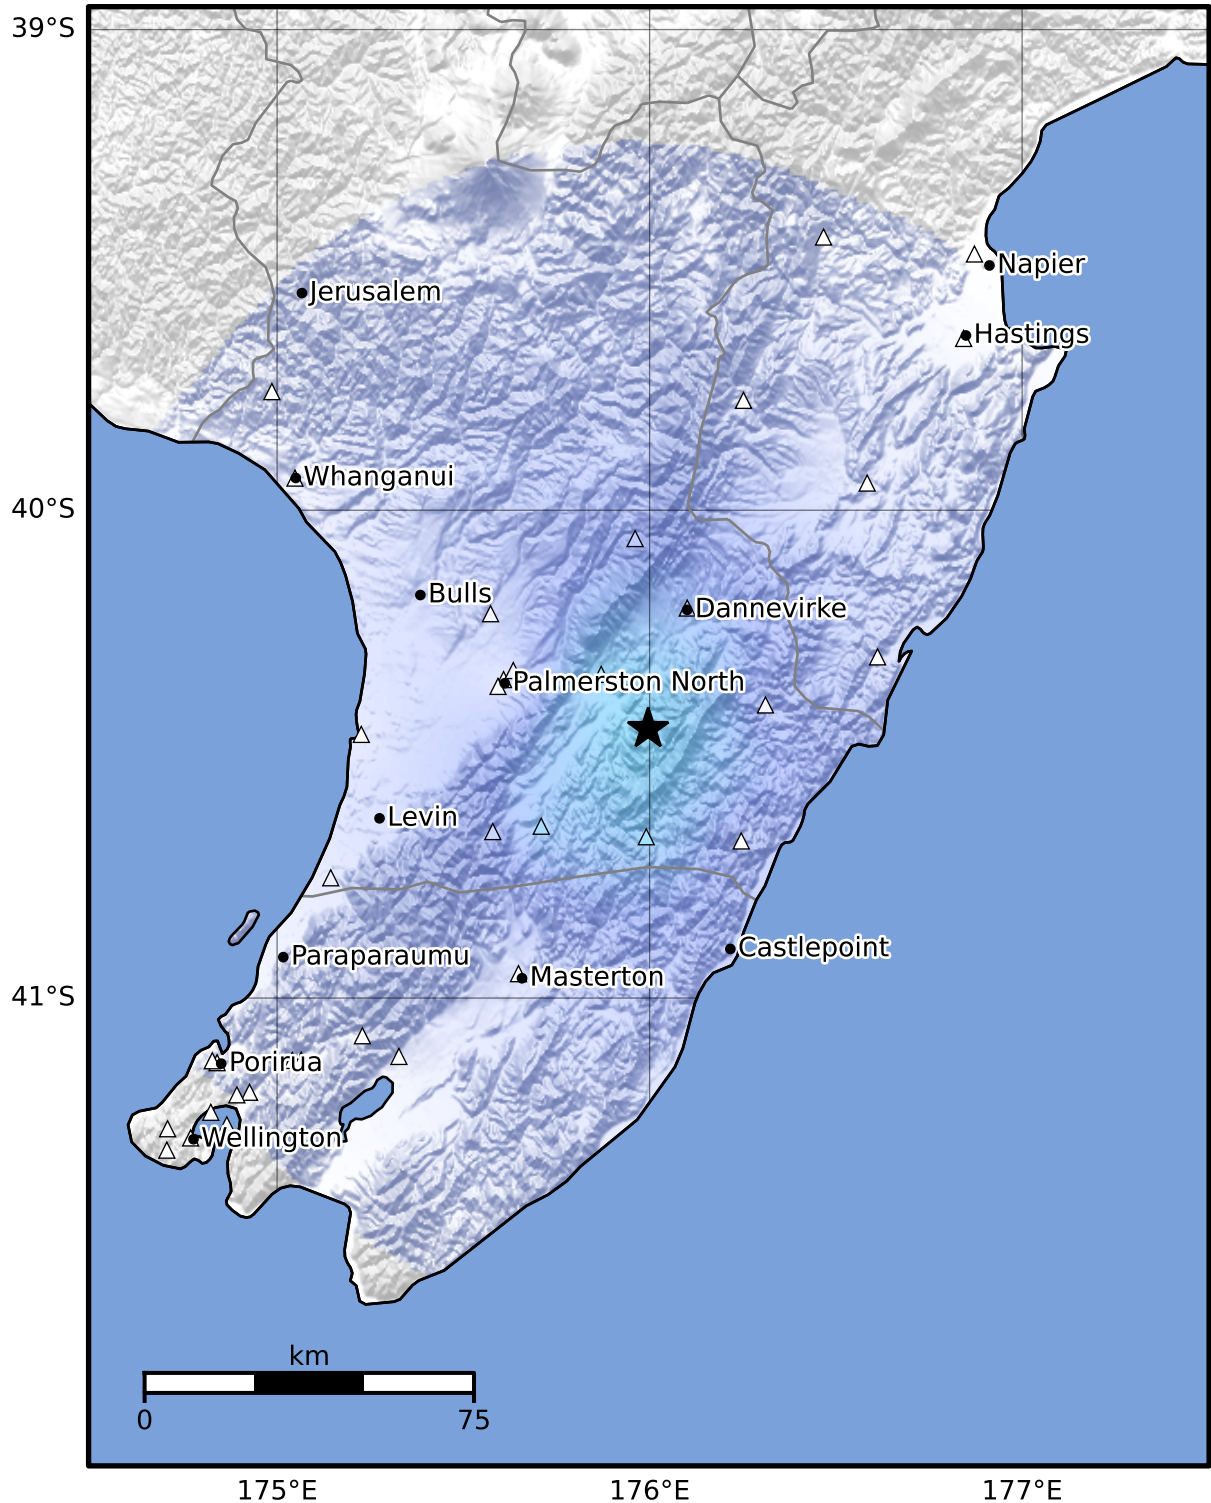 39°S
Napier
Jerusalem
Hastings
Whanganui
40°S
Bulls
Dannevirke
Palmerston North
Levin
Castlepoint
Paraparaumu
Masterton
41°S
Porirua
Wellington
km
0 75
175°E 176°E 177°E